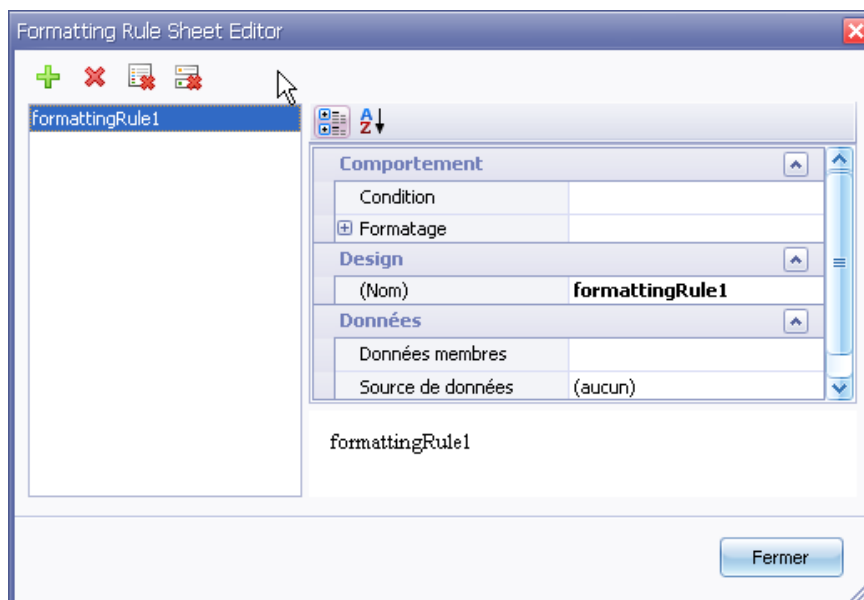 Formatting Rule Sheet Editor
formattingRule1
A
Z
Comportement
Condition
Formatage
Design
(Nom) formattingRule1
Données
Données membres
Source de données (aucun)
formattingRule1
Fermer